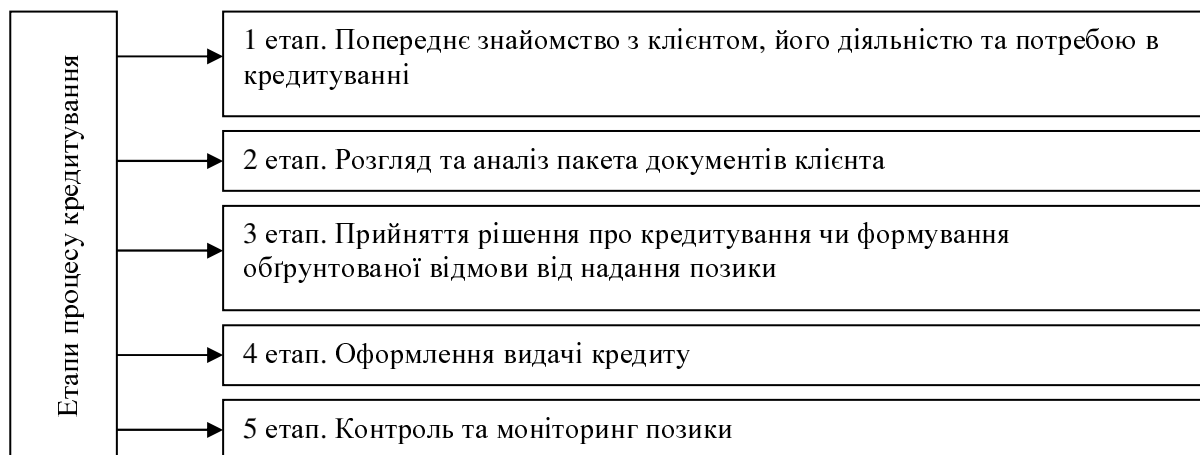 Етапи процесу кредитування
1 етап. Попереднє знайомство з клієнтом, його діяльністю та потребою в
кредитуванні
2 етап. Розгляд та аналіз пакета документів клієнта
3 етап. Прийняття рішення про кредитування чи формування
обґрунтованої відмови від надання позики
4 етап. Оформлення видачі кредиту
5 етап. Контроль та моніторинг позики